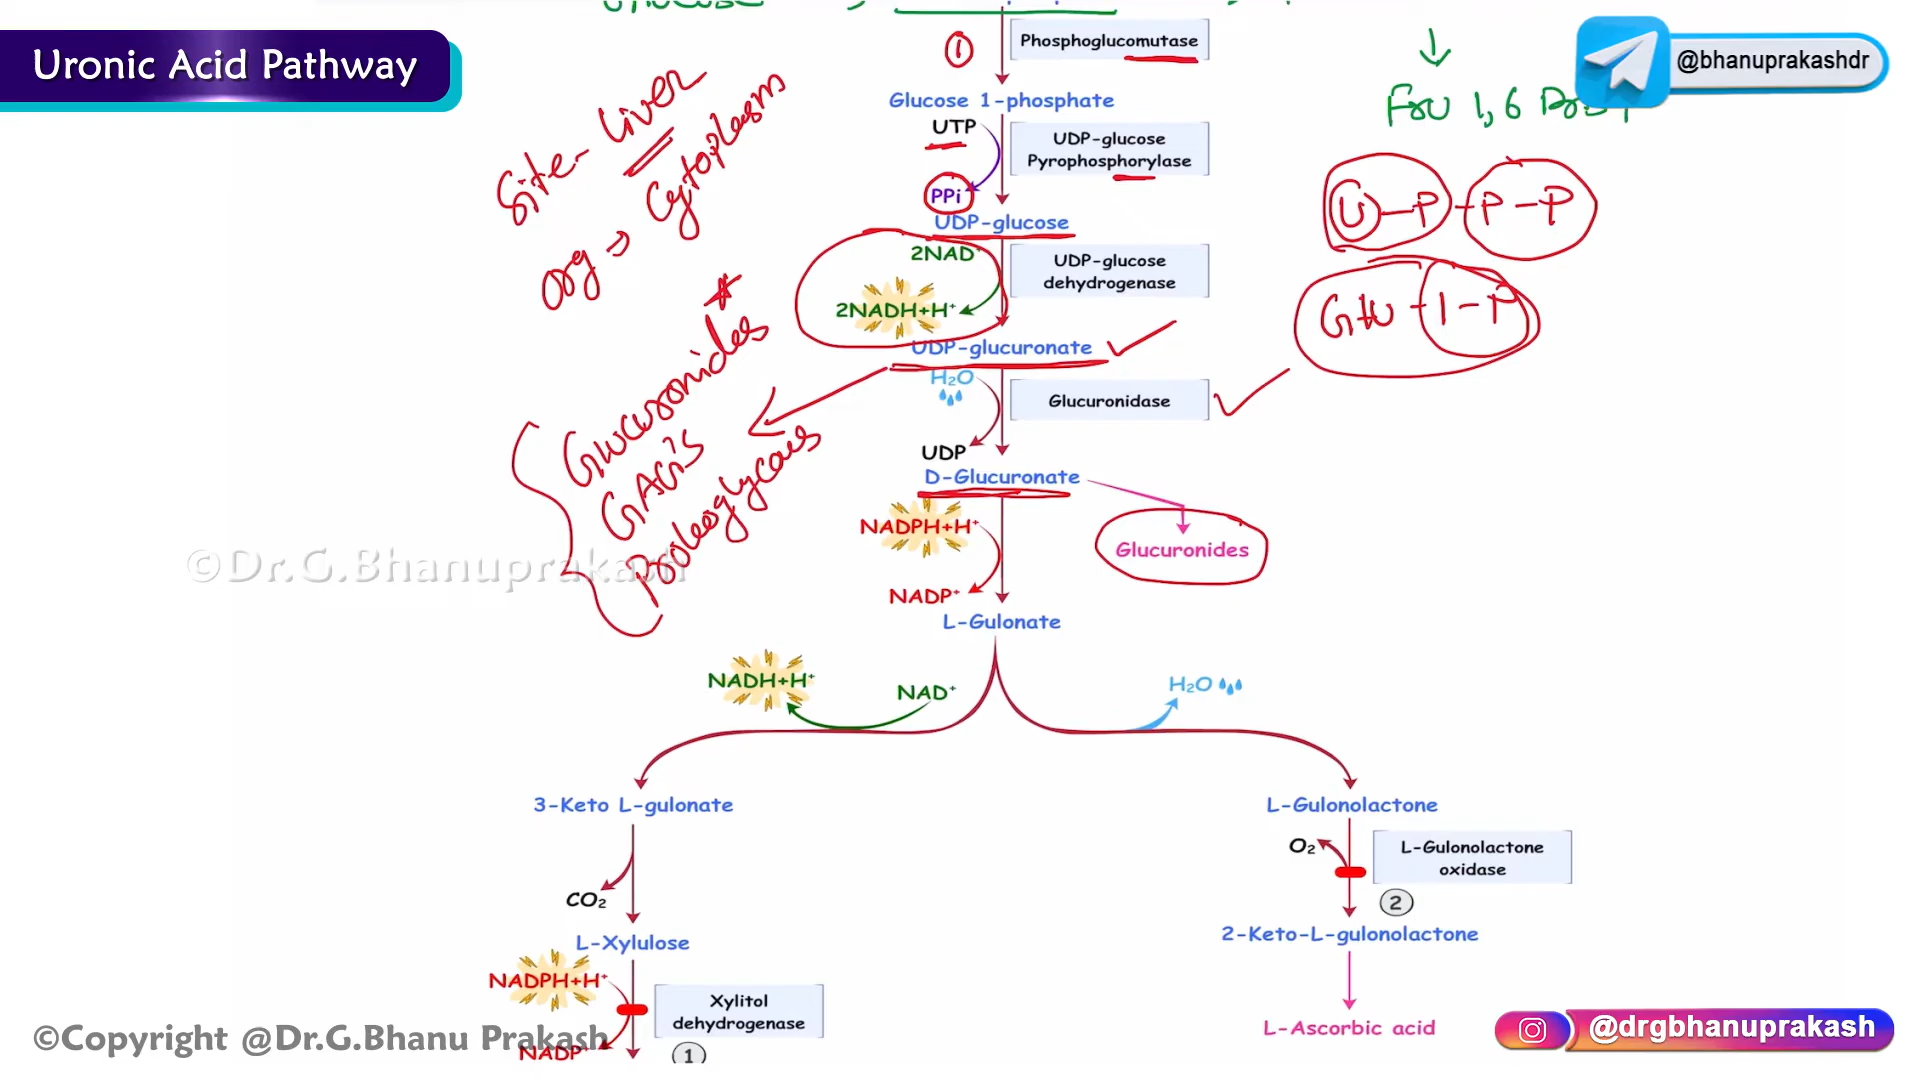 Uronic Acid Pathway
@bhanuprakashdr
Phosphoglucomutase
1
Glucose 1-phosphate
UTP
UDP-glucose
Pyrophosphorylase
PPi
UDP-glucose
2NAD⁺
UDP-glucose
dehydrogenase
2NADH+H⁺
UDP-glucuronate
H₂O
Glucuronidase
UDP
D-Glucuronate
NADPH+H⁺
Glucuronides
NADP⁺
L-Gulonate
NADH+H⁺
NAD⁺
H₂O
3-Keto L-gulonate
L-Gulonolactone
O₂
L-Gulonolactone
oxidase
CO₂
2
L-Xylulose
2-Keto-L-gulonolactone
NADPH+H⁺
Xylitol
dehydrogenase
NADP⁺
1
L-Ascorbic acid
Site - Liver
Org → Cytoplasm
Glucuronides
GAG's
Proteoglycans
U-P-P-P
Glu-1-P
©Dr.G.Bhanuprakash
©Copyright @Dr.G.Bhanu Prakash
@drgbhanuprakash